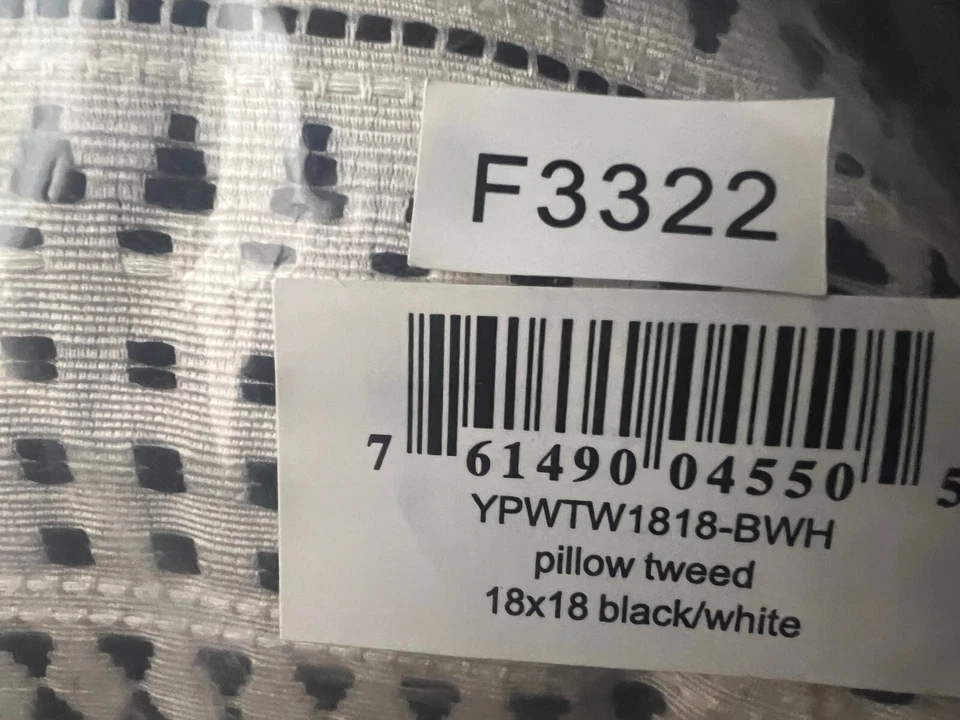 F3322
7 61490 04550 5
YPWTW1818-BWH
pillow tweed
18x18 black/white